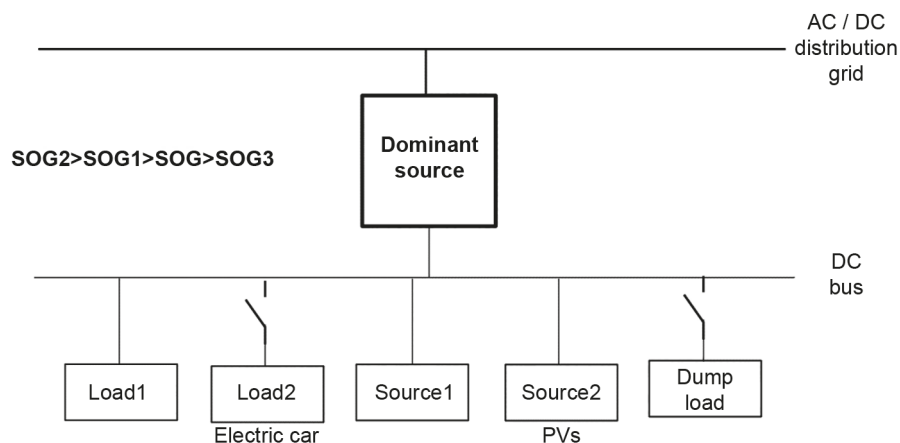 AC / DC
distribution
grid
Dominant
source
SOG2>SOG1>SOG>SOG3
DC
bus
Load1
Load2
Source1
Source2
Dump
load
Electric car
PVs